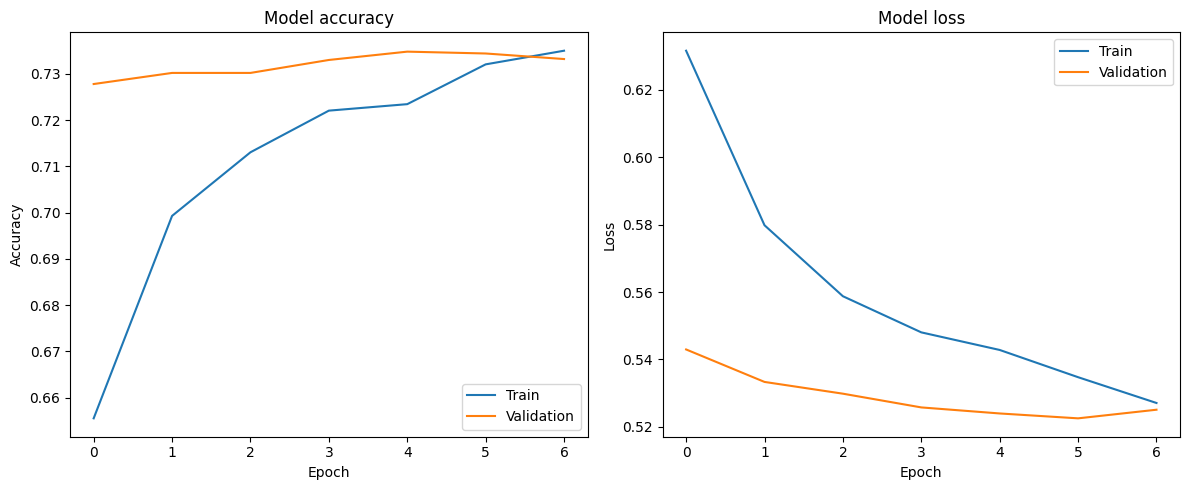 Model accuracy
Accuracy
0.73
0.72
0.71
0.70
0.69
0.68
0.67
0.66
0 1 2 3 4 5 6
Epoch
Train
Validation
Model loss
Loss
0.62
0.60
0.58
0.56
0.54
0.52
0 1 2 3 4 5 6
Epoch
Train
Validation